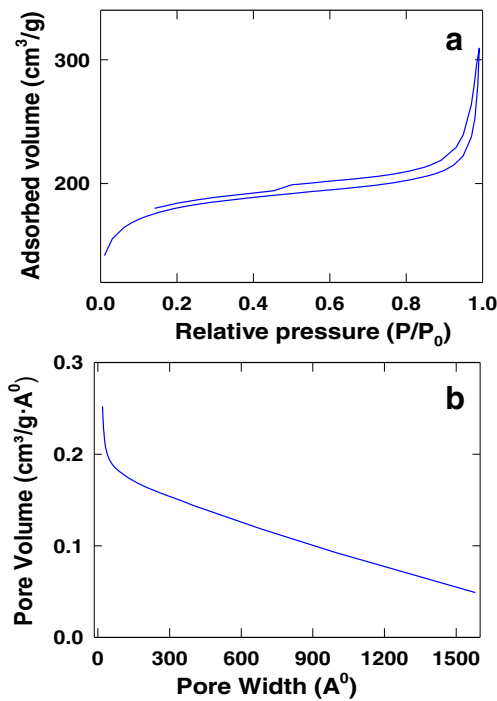 a
Adsorbed volume (cm³/g)
300
200
0.0 0.2 0.4 0.6 0.8 1.0
Relative pressure (P/P₀)
b
Pore Volume (cm³/g·A⁰)
0.3
0.2
0.1
0.0
0 300 600 900 1200 1500
Pore Width (A⁰)